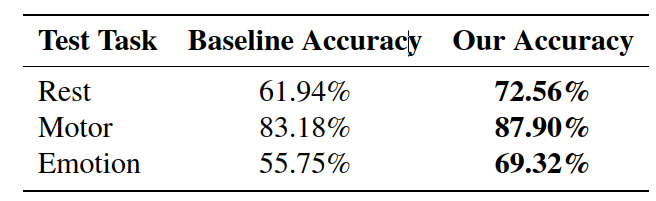 Test Task Baseline Accuracy Our Accuracy
Rest 61.94% 72.56%
Motor 83.18% 87.90%
Emotion 55.75% 69.32%